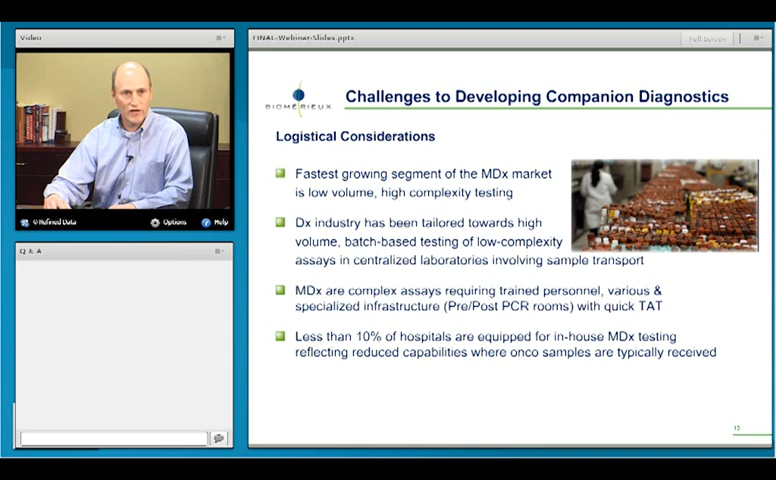 Video
FINAL-Webinar-Slides.pptx
Full Screen
BIOMÉRIEUX
Challenges to Developing Companion Diagnostics
Logistical Considerations
Fastest growing segment of the MDx market
is low volume, high complexity testing
Dx industry has been tailored towards high
volume, batch-based testing of low-complexity
assays in centralized laboratories involving sample transport
MDx are complex assays requiring trained personnel, various &
specialized infrastructure (Pre/Post PCR rooms) with quick TAT
Less than 10% of hospitals are equipped for in-house MDx testing
reflecting reduced capabilities where onco samples are typically received
13
© Refined Data
Options
Help
Q & A